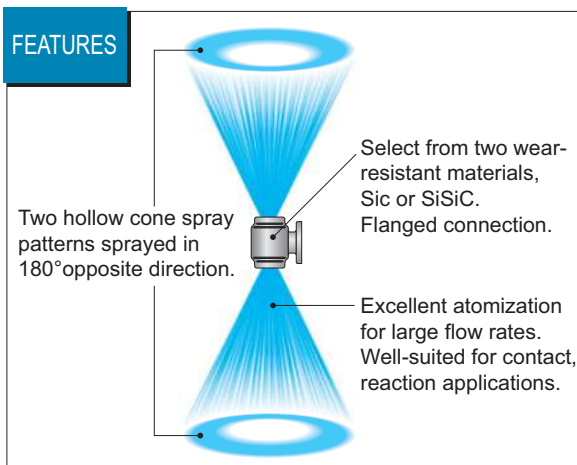 FEATURES
Select from two wear-
resistant materials,
Sic or SiSiC.
Flanged connection.
Two hollow cone spray
patterns sprayed in
180°opposite direction.
Excellent atomization
for large flow rates.
Well-suited for contact,
reaction applications.